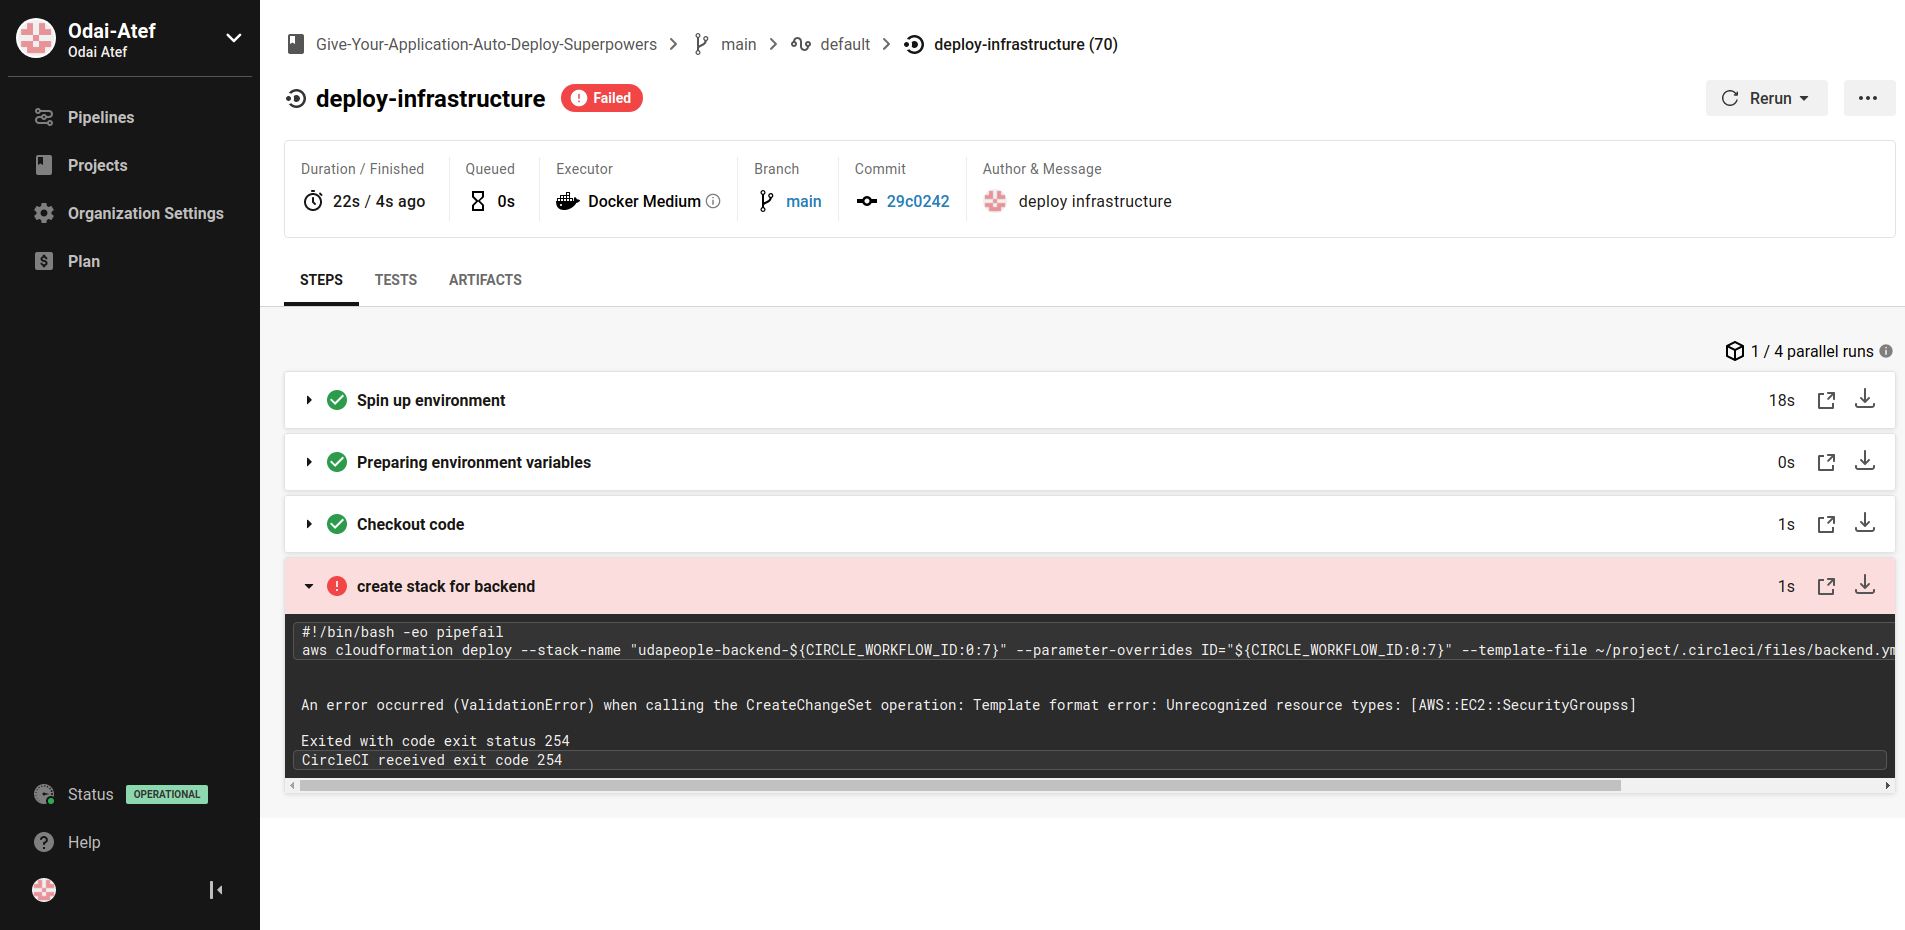 Odai-Atef
Odai Atef
Pipelines
Projects
Organization Settings
Plan
Status OPERATIONAL
Help
Give-Your-Application-Auto-Deploy-Superpowers main default deploy-infrastructure (70)
deploy-infrastructure Failed
Rerun
Duration / Finished Queued Executor Branch Commit Author & Message
22s / 4s ago 0s Docker Medium main 29c0242 deploy infrastructure
STEPS TESTS ARTIFACTS
1 / 4 parallel runs
Spin up environment 18s
Preparing environment variables 0s
Checkout code 1s
create stack for backend 1s
#!/bin/bash -eo pipefail
aws cloudformation deploy --stack-name "udapeople-backend-${CIRCLE_WORKFLOW_ID:0:7}" --parameter-overrides ID="${CIRCLE_WORKFLOW_ID:0:7}" --template-file ~/project/.circleci/files/backend.ym
An error occurred (ValidationError) when calling the CreateChangeSet operation: Template format error: Unrecognized resource types: [AWS::EC2::SecurityGroupss]
Exited with code exit status 254
CircleCI received exit code 254